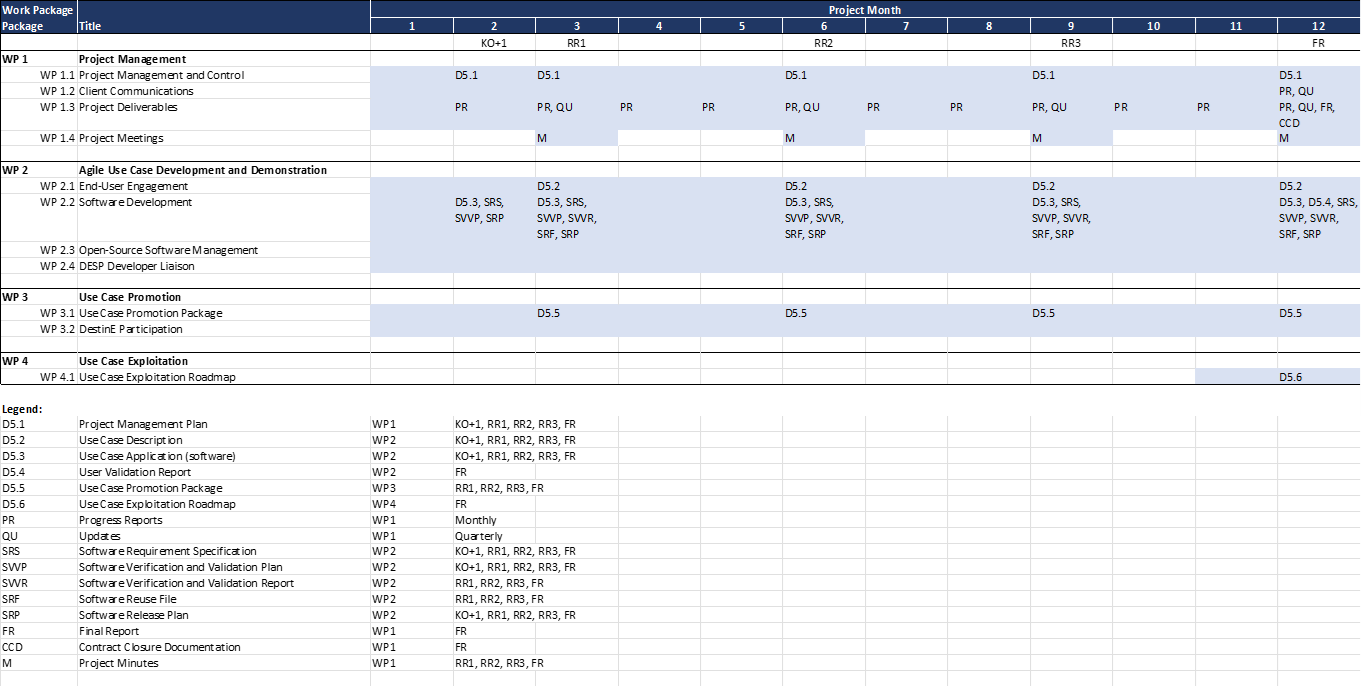 Work Package Project Month
Package Title 1 2 3 4 5 6 7 8 9 10 11 12
KO+1 RR1 RR2 RR3 FR
WP 1 Project Management
WP 1.1 Project Management and Control D5.1 D5.1 D5.1 D5.1 D5.1
WP 1.2 Client Communications PR, QU
WP 1.3 Project Deliverables PR PR, QU PR PR PR, QU PR PR PR, QU PR PR PR, QU, FR,
CCD
WP 1.4 Project Meetings M M M M
WP 2 Agile Use Case Development and Demonstration
WP 2.1 End-User Engagement D5.2 D5.2 D5.2 D5.2
WP 2.2 Software Development D5.3, SRS, D5.3, SRS, D5.3, SRS, D5.3, SRS, D5.3, D5.4, SRS,
SVVP, SRP SVVP, SVVR, SVVP, SVVR, SVVP, SVVR, SVVP, SVVR,
SRF, SRP SRF, SRP SRF, SRP SRF, SRP
WP 2.3 Open-Source Software Management
WP 2.4 DESP Developer Liaison
WP 3 Use Case Promotion
WP 3.1 Use Case Promotion Package D5.5 D5.5 D5.5 D5.5
WP 3.2 DestinE Participation
WP 4 Use Case Exploitation
WP 4.1 Use Case Exploitation Roadmap D5.6
Legend:
D5.1 Project Management Plan WP1 KO+1, RR1, RR2, RR3, FR
D5.2 Use Case Description WP2 KO+1, RR1, RR2, RR3, FR
D5.3 Use Case Application (software) WP2 KO+1, RR1, RR2, RR3, FR
D5.4 User Validation Report WP2 FR
D5.5 Use Case Promotion Package WP3 RR1, RR2, RR3, FR
D5.6 Use Case Exploitation Roadmap WP4 FR
PR Progress Reports WP1 Monthly
QU Updates WP1 Quarterly
SRS Software Requirement Specification WP2 KO+1, RR1, RR2, RR3, FR
SVVP Software Verification and Validation Plan WP2 KO+1, RR1, RR2, RR3, FR
SVVR Software Verification and Validation Report WP2 RR1, RR2, RR3, FR
SRF Software Reuse File WP2 RR1, RR2, RR3, FR
SRP Software Release Plan WP2 KO+1, RR1, RR2, RR3, FR
FR Final Report WP1 FR
CCD Contract Closure Documentation WP1 FR
M Project Minutes WP1 RR1, RR2, RR3, FR